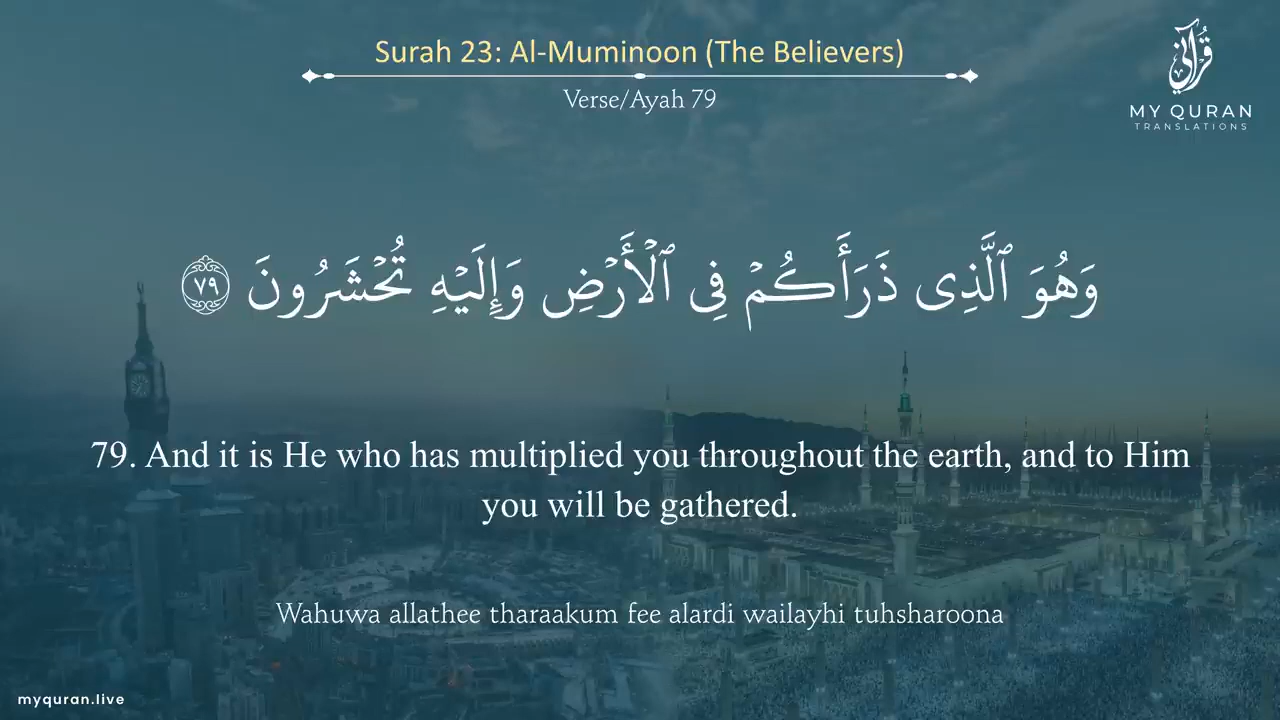 Surah 23: Al-Muminoon (The Believers)
Verse/Ayah 79
قرآني
MY QURAN
TRANSLATIONS
وَهُوَ ٱلَّذِى ذَرَأَكُمْ فِى ٱلْأَرْضِ وَإِلَيْهِ تُحْشَرُونَ ٧٩
79. And it is He who has multiplied you throughout the earth, and to Him
you will be gathered.
Wahuwa allathee tharaakum fee alardi wailayhi tuhsharoona
myquran.live